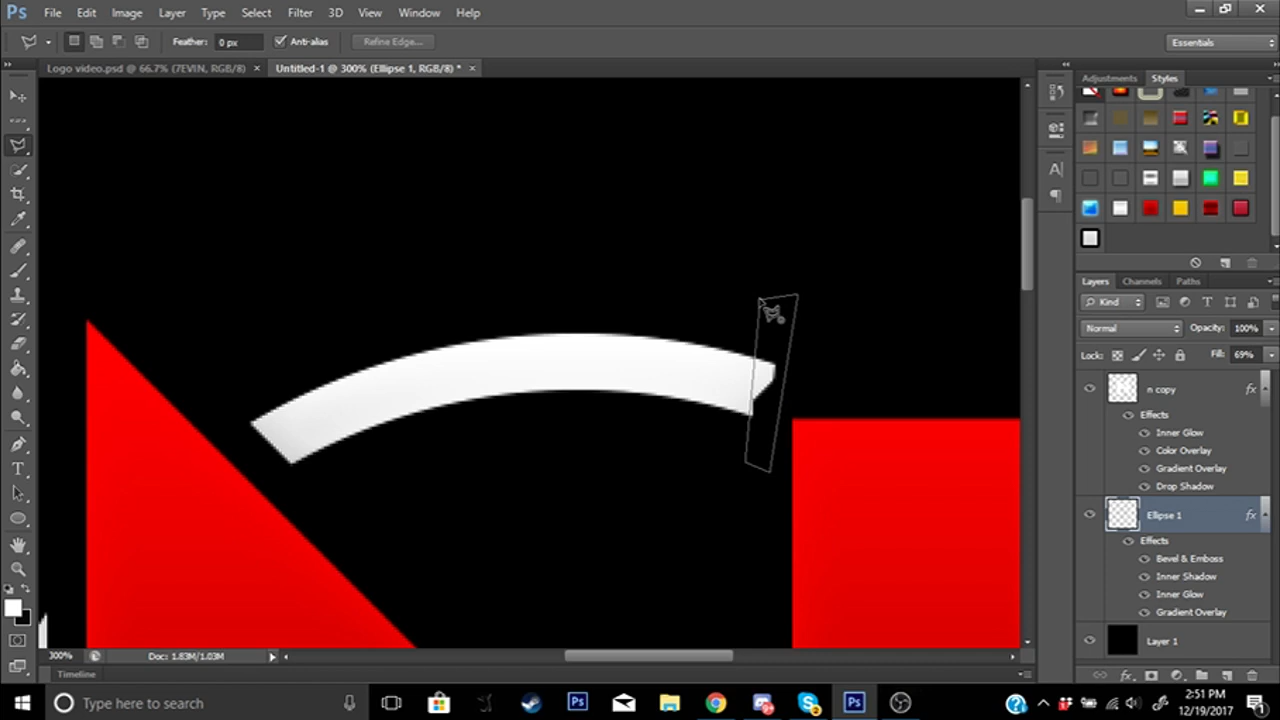 Ps File Edit Image Layer Type Select Filter 3D View Window Help
Feather: 0 px Anti-alias Refine Edge... Essentials
Logo video.psd @ 66.7% (7EVIN, RGB/8) × Untitled-1 @ 300% (Ellipse 1, RGB/8) * ×
Adjustments Styles
Layers Channels Paths
Kind
Normal Opacity: 100%
Lock: Fill: 69%
n copy fx
Effects
Inner Glow
Color Overlay
Gradient Overlay
Drop Shadow
Ellipse 1 fx
Effects
Bevel & Emboss
Inner Shadow
Inner Glow
Gradient Overlay
Layer 1
300% Doc: 1.83M/1.03M
Timeline
fx
Type here to search
2:51 PM
12/19/2017